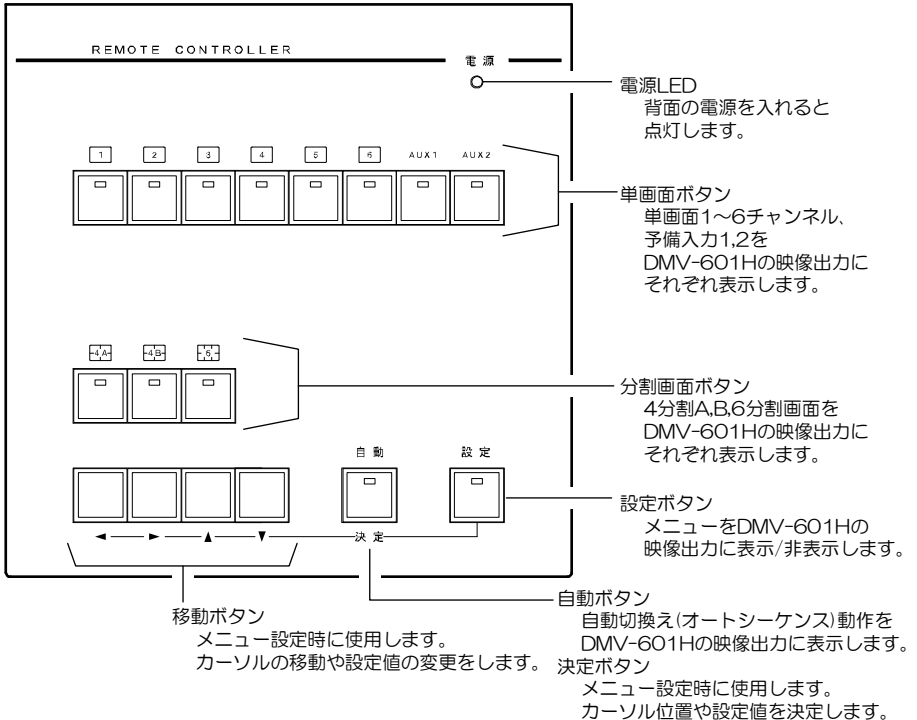 REMOTE CONTROLLER
電源
電源LED
背面の電源を入れると
点灯します。
1 2 3 4 5 6 AUX1 AUX2
単画面ボタン
単画面1～6チャンネル、
予備入力1,2を
DMV-601Hの映像出力に
それぞれ表示します。
4A 4B 6
分割画面ボタン
4分割A,B,6分割画面を
DMV-601Hの映像出力に
それぞれ表示します。
自動 設定
設定ボタン
メニューをDMV-601Hの
映像出力に表示/非表示します。
◄ ► ▲ ▼ 決定
移動ボタン
メニュー設定時に使用します。
カーソルの移動や設定値の変更をします。
自動ボタン
自動切換え(オートシーケンス)動作を
DMV-601Hの映像出力に表示します。
決定ボタン
メニュー設定時に使用します。
カーソル位置や設定値を決定します。